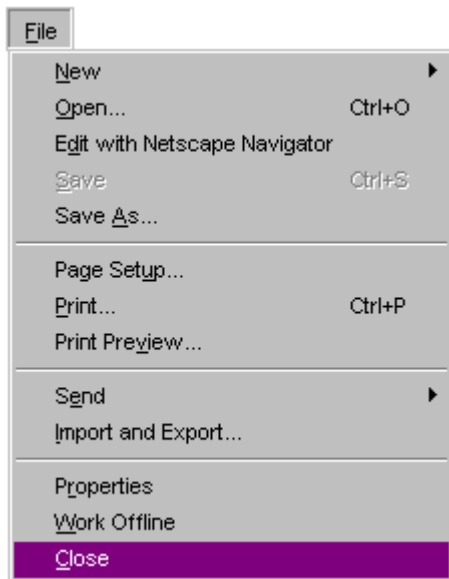 File
New
Open... Ctrl+O
Edit with Netscape Navigator
Save Ctrl+S
Save As...
Page Setup...
Print... Ctrl+P
Print Preview...
Send
Import and Export...
Properties
Work Offline
Close